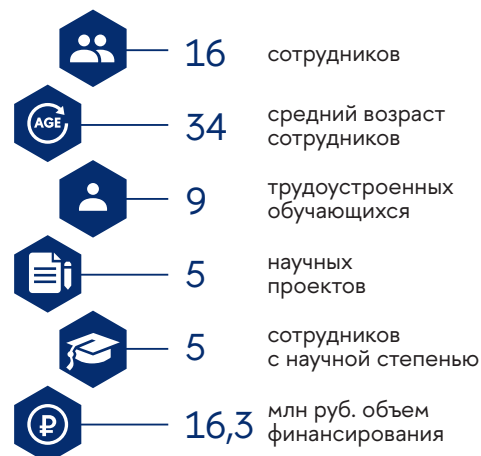 16 сотрудников
AGE
34 средний возраст
сотрудников
9 трудоустроенных
обучающихся
5 научных
проектов
5 сотрудников
с научной степенью
₽
16,3 млн руб. объем
финансирования